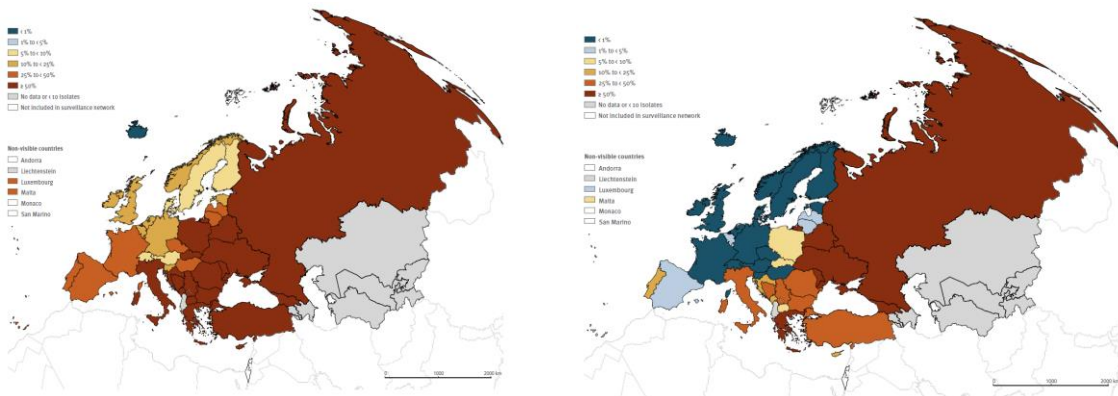 < 1%
1% to < 5%
5% to < 10%
10% to < 25%
25% to < 50%
≥ 50%
No data or < 10 isolates
Not included in surveillance network
Non-visible countries
Andorra
Liechtenstein
Luxembourg
Malta
Monaco
San Marino
0 1000 2000 km
< 1%
1% to < 5%
5% to < 10%
10% to < 25%
25% to < 50%
≥ 50%
No data or < 10 isolates
Not included in surveillance network
Non-visible countries
Andorra
Liechtenstein
Luxembourg
Malta
Monaco
San Marino
0 1000 2000 km